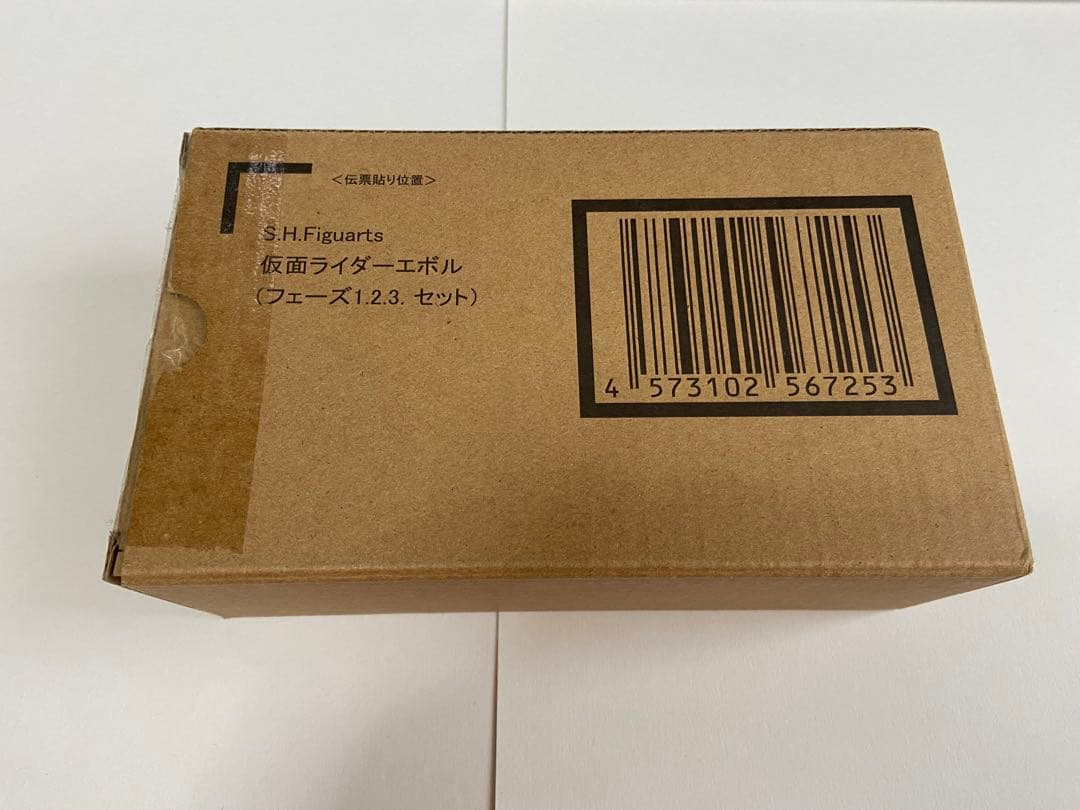 ＜伝票貼り位置＞
S.H.Figuarts
仮面ライダーエボル
(フェーズ1.2.3. セット)
4 573102 567253